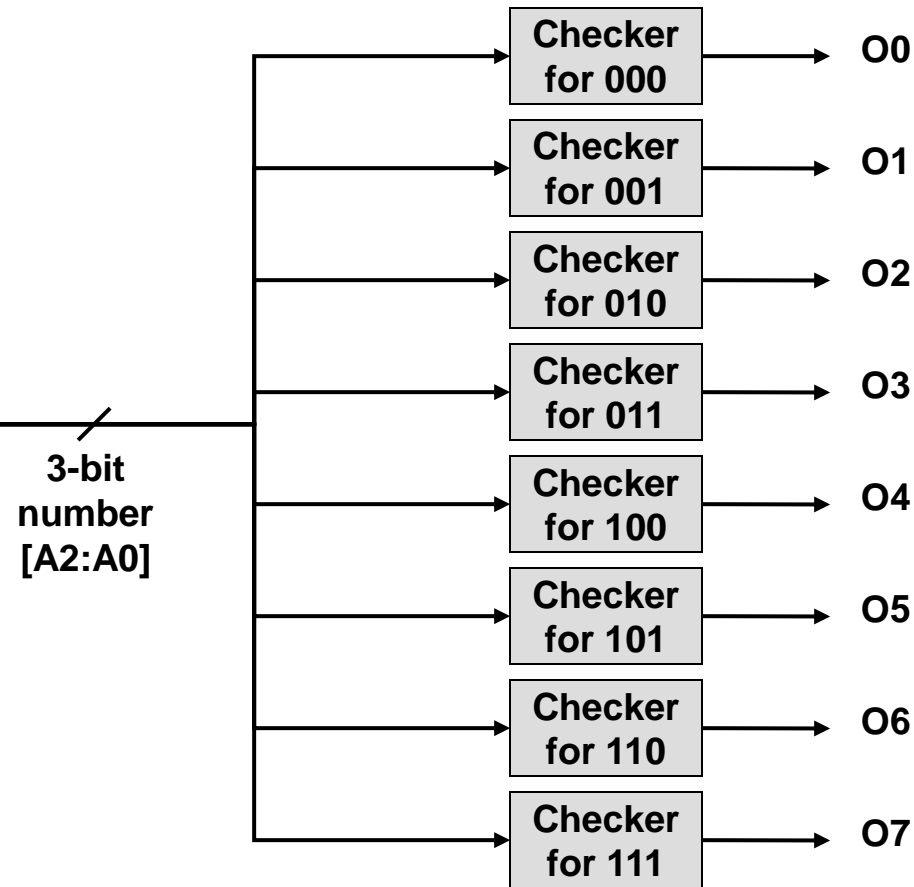 Checker
for 000
O0
Checker
for 001
O1
Checker
for 010
O2
Checker
for 011
O3
3-bit
number
[A2:A0]
Checker
for 100
O4
Checker
for 101
O5
Checker
for 110
O6
Checker
for 111
O7